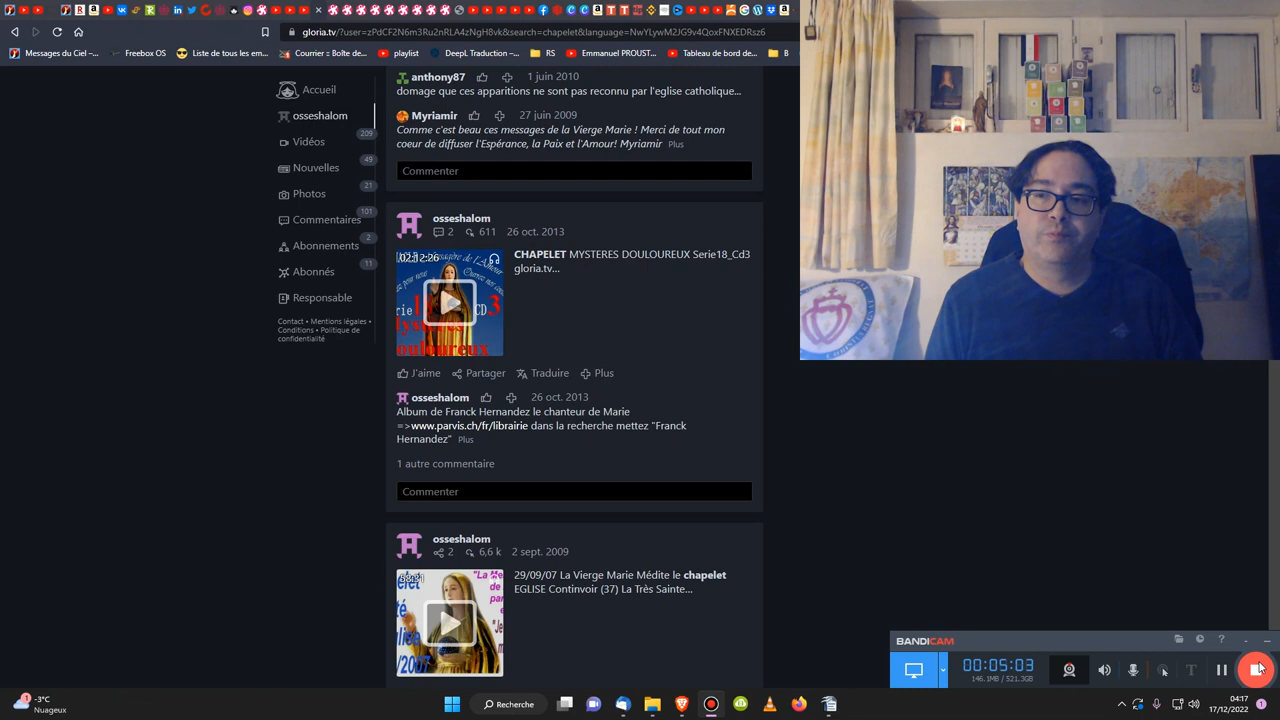 gloria.tv/?user=zPdCF2N6m3Ru2nRLA4zNgH8vk&search=chapelet&language=NwYLywM2JG9v4QoxFNXEDRsz6
Messages du Ciel –...
Freebox OS
Liste de tous les em...
Courrier :: Boîte de...
playlist
DeepL Traduction –...
RS
Emmanuel PROUST...
Tableau de bord de...
B
Accueil
osseshalom
Vidéos
209
Nouvelles
49
Photos
21
Commentaires
101
Abonnements
2
Abonnés
11
Responsable
Contact • Mentions légales •
Conditions • Politique de
confidentialité
anthony87
1 juin 2010
domage que ces apparitions ne sont pas reconnu par l'eglise catholique...
Myriamir
27 juin 2009
Comme c'est beau ces messages de la Vierge Marie ! Merci de tout mon
coeur de diffuser l'Espérance, la Paix et l'Amour! Myriamir Plus
Commenter
osseshalom
2 611 26 oct. 2013
02:12:26
CHAPELET MYSTERES DOULOUREUX Serie18_Cd3
gloria.tv...
J'aime Partager Traduire Plus
osseshalom
26 oct. 2013
Album de Franck Hernandez le chanteur de Marie
=>www.parvis.ch/fr/librairie dans la recherche mettez "Franck
Hernandez" Plus
1 autre commentaire
Commenter
osseshalom
2 6,6 k 2 sept. 2009
29/09/07 La Vierge Marie Médite le chapelet
EGLISE Continvoir (37) La Très Sainte...
BANDICAM
00:05:03
146.1MB / 521.3GB
T
-3°C
Nuageux
Recherche
04:17
17/12/2022
1